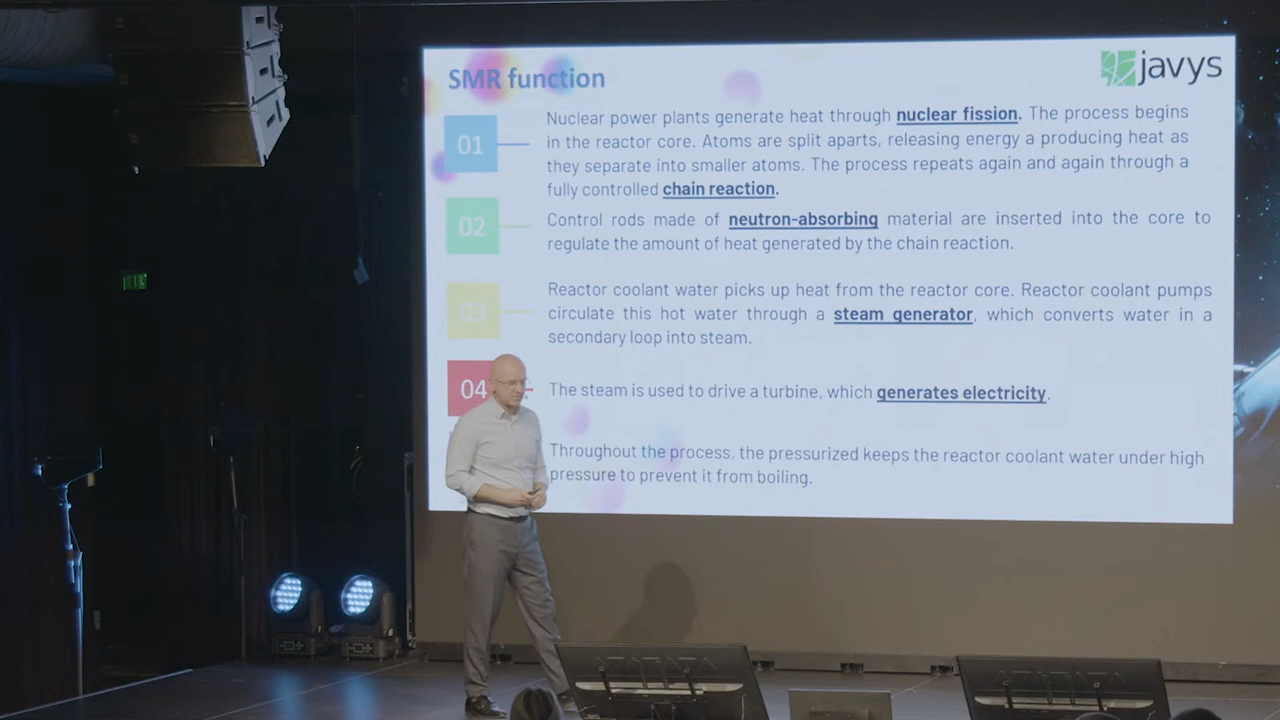 SMR function
javys
01
Nuclear power plants generate heat through nuclear fission. The process begins
in the reactor core. Atoms are split aparts, releasing energy a producing heat as
they separate into smaller atoms. The process repeats again and again through a
fully controlled chain reaction.
02
Control rods made of neutron-absorbing material are inserted into the core to
regulate the amount of heat generated by the chain reaction.
03
Reactor coolant water picks up heat from the reactor core. Reactor coolant pumps
circulate this hot water through a steam generator, which converts water in a
secondary loop into steam.
04
The steam is used to drive a turbine, which generates electricity.
Throughout the process, the pressurized keeps the reactor coolant water under high
pressure to prevent it from boiling.